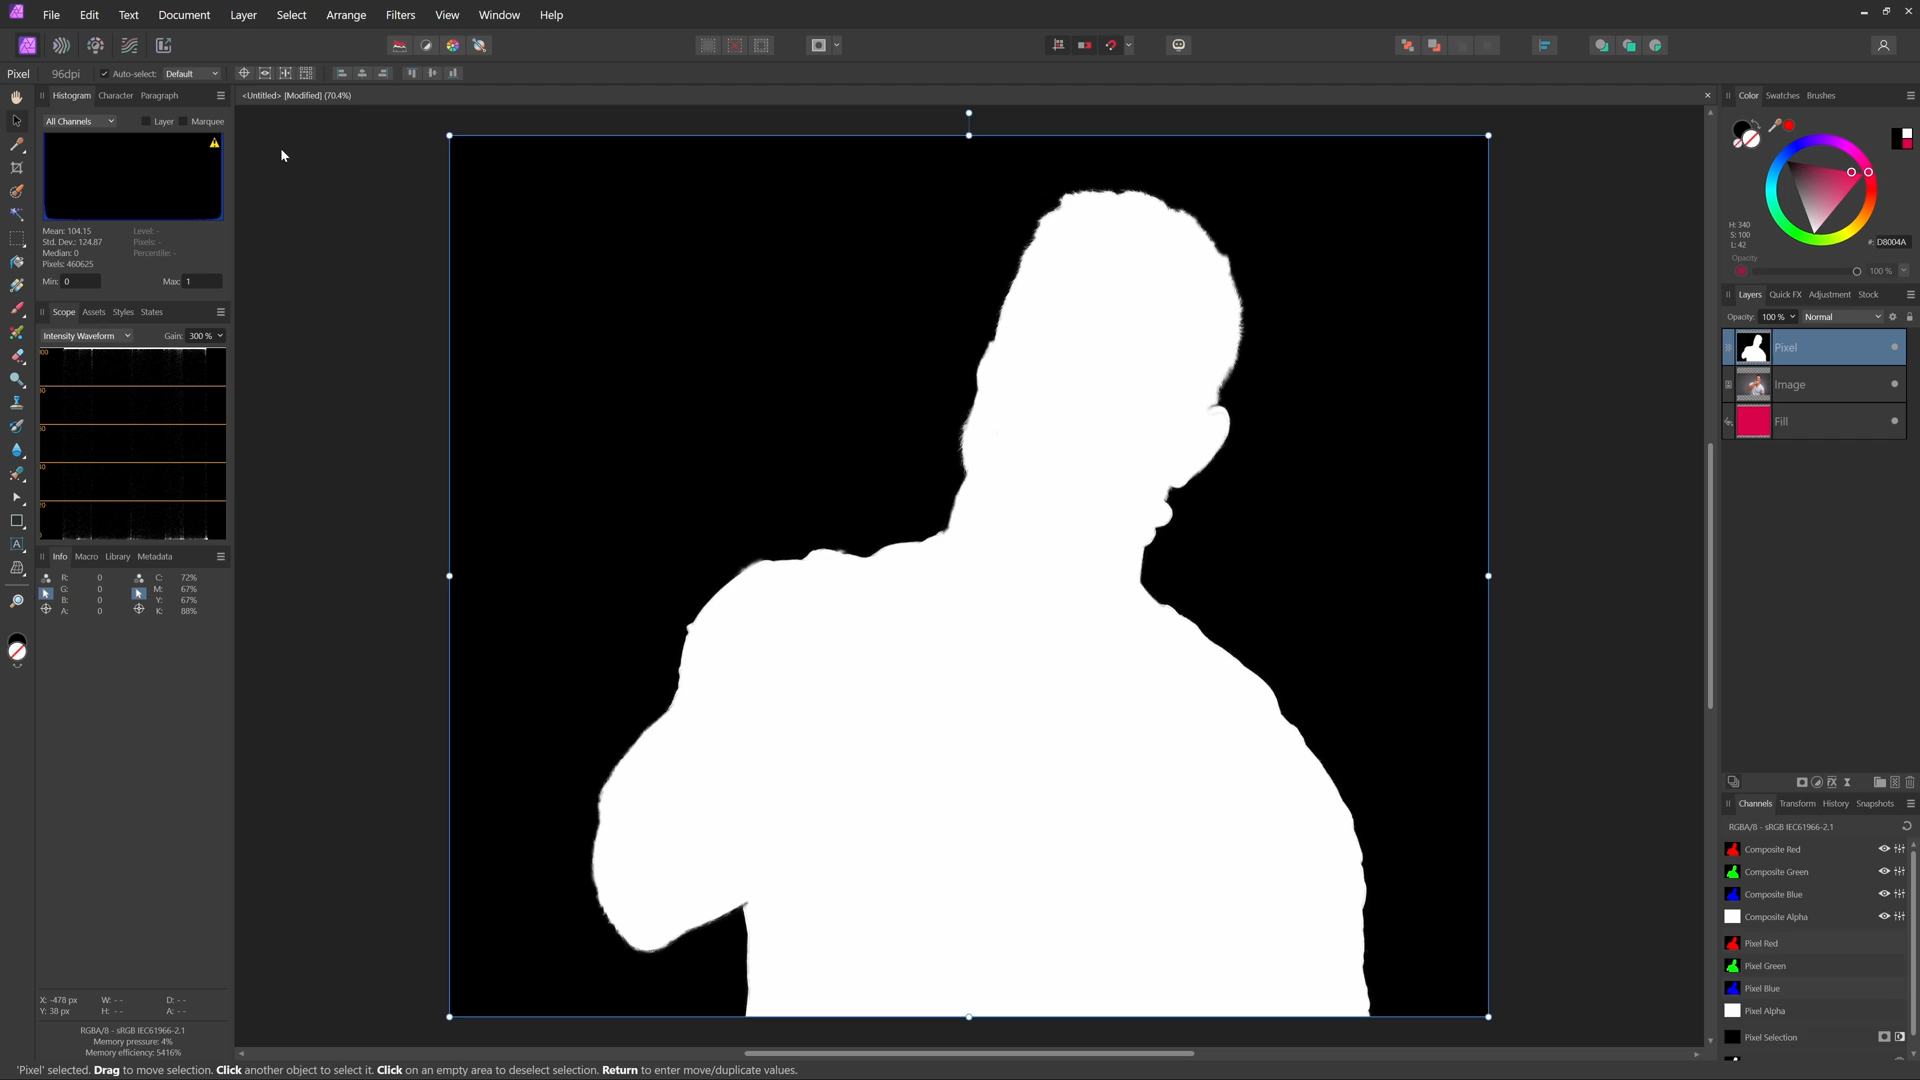 File Edit Text Document Layer Select Arrange Filters View Window Help
Pixel 96dpi Auto-select: Default
Histogram Character Paragraph
<Untitled> [Modified] (70.4%)
Color Swatches Brushes
All Channels Layer Marquee
Mean: 104.15 Level: -
Std. Dev.: 124.87 Pixels: -
Median: 0 Percentile: -
Pixels: 460625
Min: 0 Max: 1
H: 340
S: 100
L: 42
#: D8004A
Opacity
100 %
Scope Assets Styles States
Intensity Waveform Gain: 300 %
Layers Quick FX Adjustment Stock
Opacity: 100 % Normal
Pixel
Image
Fill
Info Macro Library Metadata
R: 0 C: 72%
G: 0 M: 67%
B: 0 Y: 67%
A: 0 K: 88%
Channels Transform History Snapshots
RGBA/8 - sRGB IEC61966-2.1
Composite Red
Composite Green
Composite Blue
Composite Alpha
Pixel Red
Pixel Green
Pixel Blue
Pixel Alpha
Pixel Selection
X: -478 px W: - - D: - -
Y: 38 px H: - - A: - -
RGBA/8 - sRGB IEC61966-2.1
Memory pressure: 4%
Memory efficiency: 5416%
'Pixel' selected. Drag to move selection. Click another object to select it. Click on an empty area to deselect selection. Return to enter move/duplicate values.